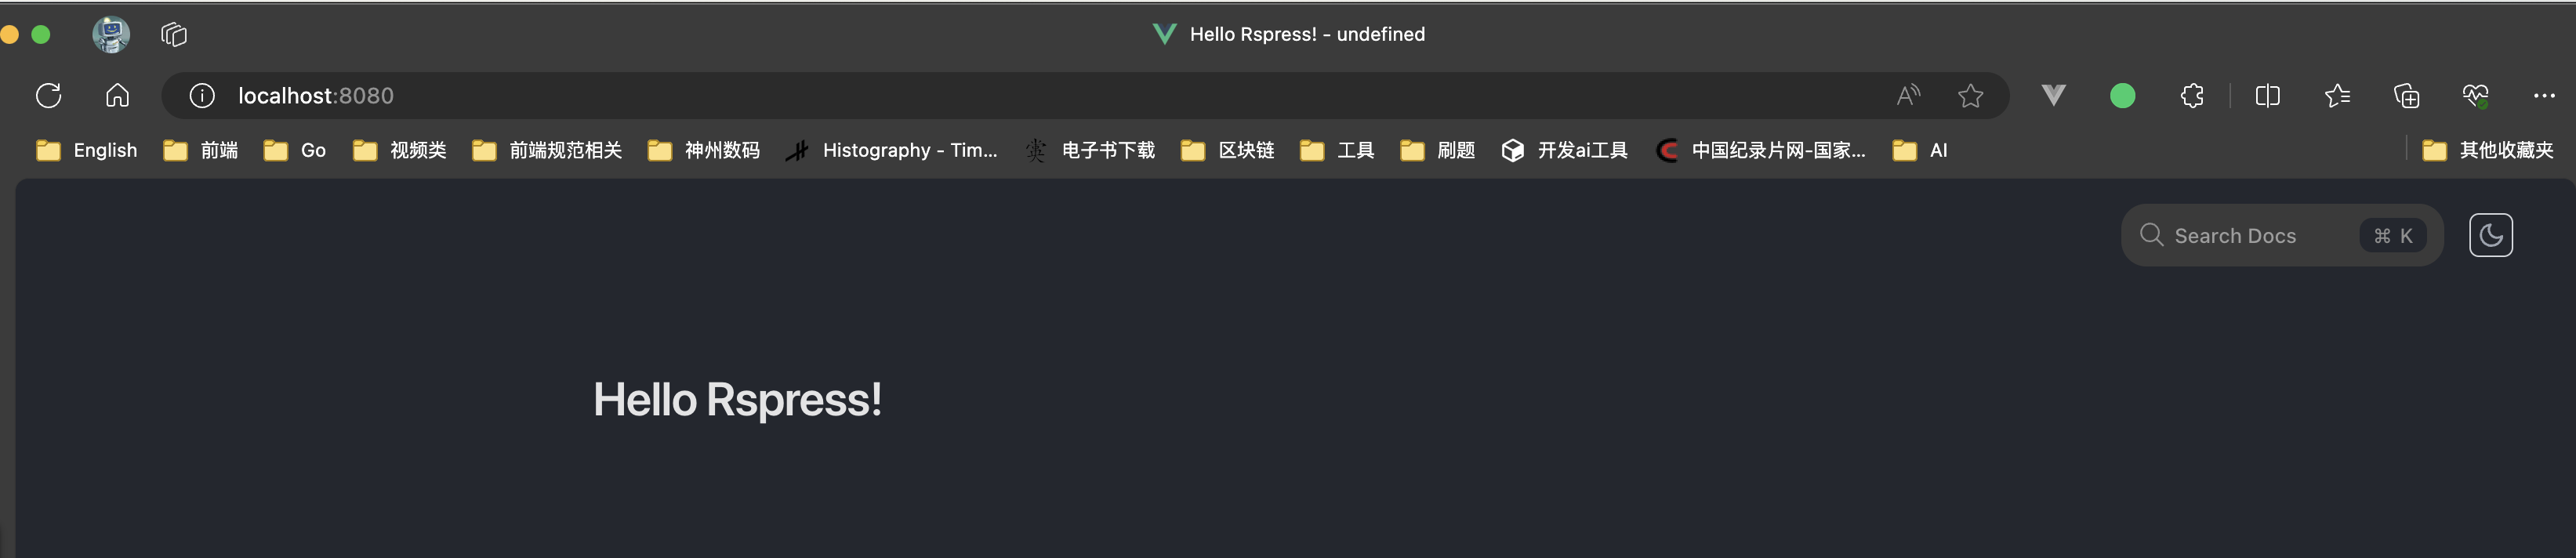 Hello Rspress! - undefined
localhost:8080
English 前端 Go 视频类 前端规范相关 神州数码 Histography - Tim... 电子书下载 区块链 工具 刷题 开发ai工具 中国纪录片网-国家... AI 其他收藏夹
Search Docs ⌘ K
Hello Rspress!